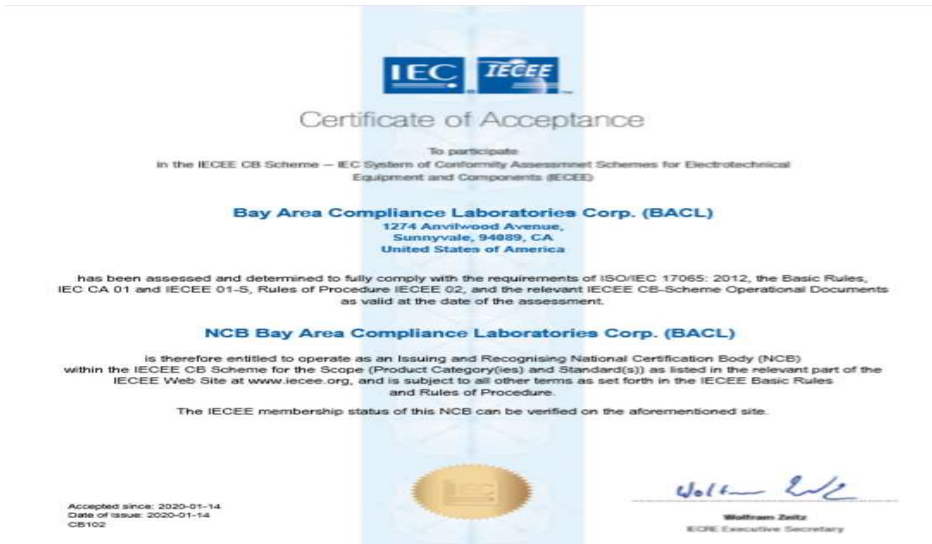 IEC IECEE
Certificate of Acceptance
To participate
in the IECEE CB Scheme – IEC System of Conformity Assessmnet Schemes for Electrotechnical
Equipment and Components (IECEE)
Bay Area Compliance Laboratories Corp. (BACL)
1274 Anvilwood Avenue,
Sunnyvale, 94089, CA
United States of America
has been assessed and determined to fully comply with the requirements of ISO/IEC 17065: 2012, the Basic Rules,
IEC CA 01 and IECEE 01-S, Rules of Procedure IECEE 02, and the relevant IECEE CB-Scheme Operational Documents
as valid at the date of the assessment.
NCB Bay Area Compliance Laboratories Corp. (BACL)
is therefore entitled to operate as an Issuing and Recognising National Certification Body (NCB)
within the IECEE CB Scheme for the Scope (Product Category(ies) and Standard(s)) as listed in the relevant part of the
IECEE Web Site at www.iecee.org, and is subject to all other terms as set forth in the IECEE Basic Rules
and Rules of Procedure.
The IECEE membership status of this NCB can be verified on the aforementioned site.
IEC
Accepted since: 2020-01-14
Date of Issue: 2020-01-14
CB102
Wolfram Zeitz
IECEE Executive Secretary